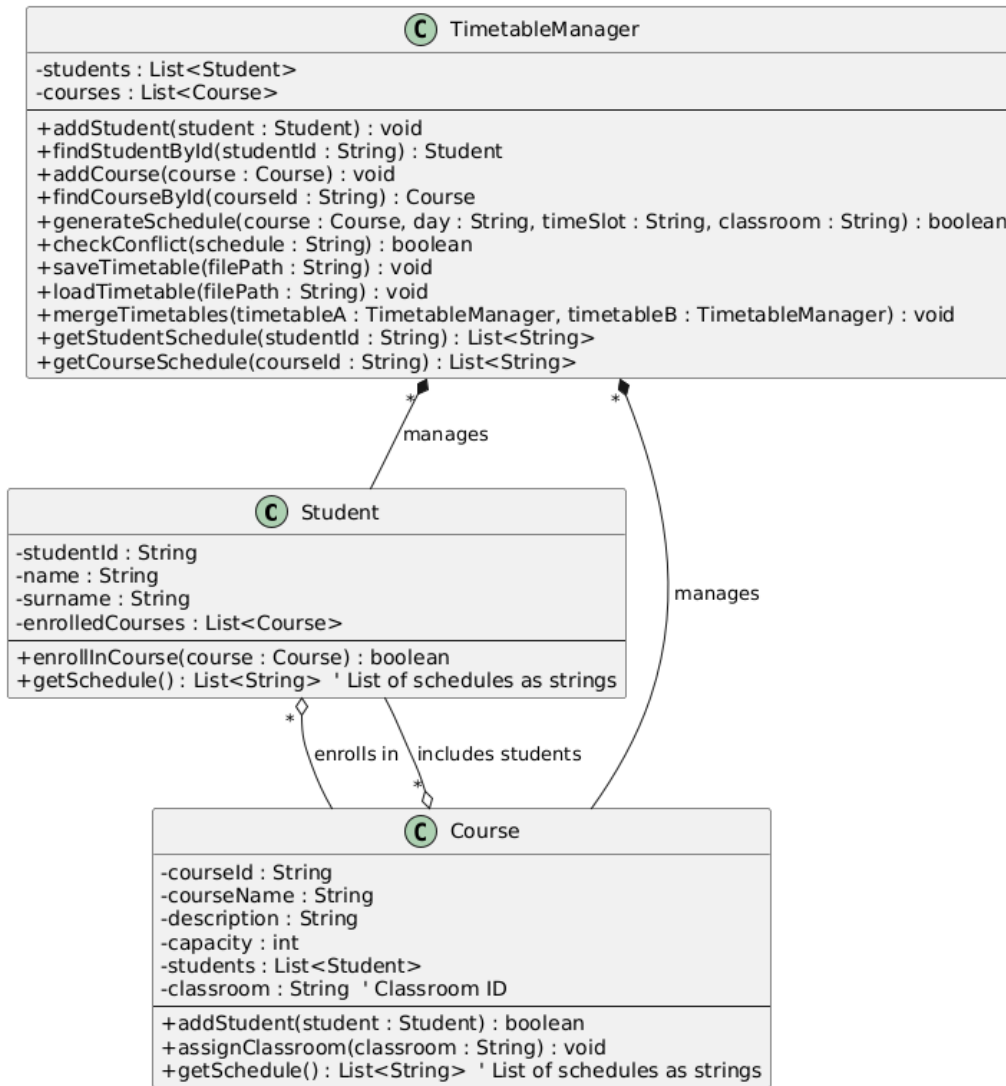 C TimetableManager
-students : List<Student>
-courses : List<Course>
+addStudent(student : Student) : void
+findStudentById(studentId : String) : Student
+addCourse(course : Course) : void
+findCourseById(courseId : String) : Course
+generateSchedule(course : Course, day : String, timeSlot : String, classroom : String) : boolean
+checkConflict(schedule : String) : boolean
+saveTimetable(filePath : String) : void
+loadTimetable(filePath : String) : void
+mergeTimetables(timetableA : TimetableManager, timetableB : TimetableManager) : void
+getStudentSchedule(studentId : String) : List<String>
+getCourseSchedule(courseId : String) : List<String>
* *
manages
C Student
-studentId : String
-name : String
-surname : String
-enrolledCourses : List<Course>
+enrollInCourse(course : Course) : boolean
+getSchedule() : List<String> ' List of schedules as strings
manages
*
enrolls in includes students
*
C Course
-courseId : String
-courseName : String
-description : String
-capacity : int
-students : List<Student>
-classroom : String ' Classroom ID
+addStudent(student : Student) : boolean
+assignClassroom(classroom : String) : void
+getSchedule() : List<String> ' List of schedules as strings